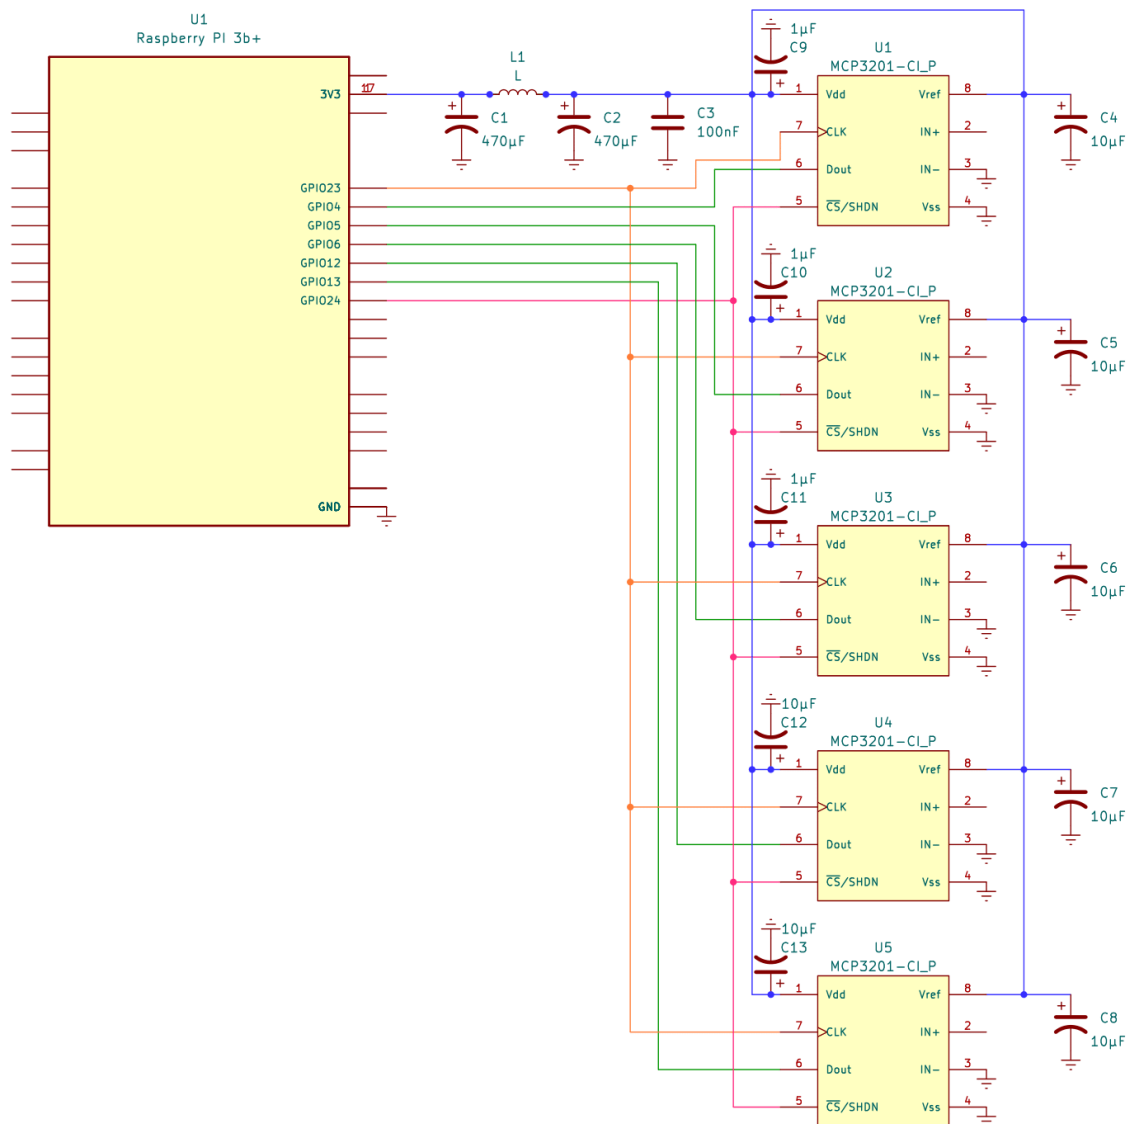 U1
Raspberry PI 3b+
3V3
17
GPIO23
GPIO4
GPIO5
GPIO6
GPIO12
GPIO13
GPIO24
GND
L1
L
+
C1
470µF
+
C2
470µF
C3
100nF
1µF
C9
+
U1
MCP3201-CI_P
1 Vdd Vref 8
7 CLK IN+ 2
6 Dout IN- 3
5 CS/SHDN Vss 4
+
C4
10µF
1µF
C10
+
U2
MCP3201-CI_P
1 Vdd Vref 8
7 CLK IN+ 2
6 Dout IN- 3
5 CS/SHDN Vss 4
+
C5
10µF
1µF
C11
+
U3
MCP3201-CI_P
1 Vdd Vref 8
7 CLK IN+ 2
6 Dout IN- 3
5 CS/SHDN Vss 4
+
C6
10µF
10µF
C12
+
U4
MCP3201-CI_P
1 Vdd Vref 8
7 CLK IN+ 2
6 Dout IN- 3
5 CS/SHDN Vss 4
+
C7
10µF
10µF
C13
+
U5
MCP3201-CI_P
1 Vdd Vref 8
7 CLK IN+ 2
6 Dout IN- 3
5 CS/SHDN Vss 4
+
C8
10µF